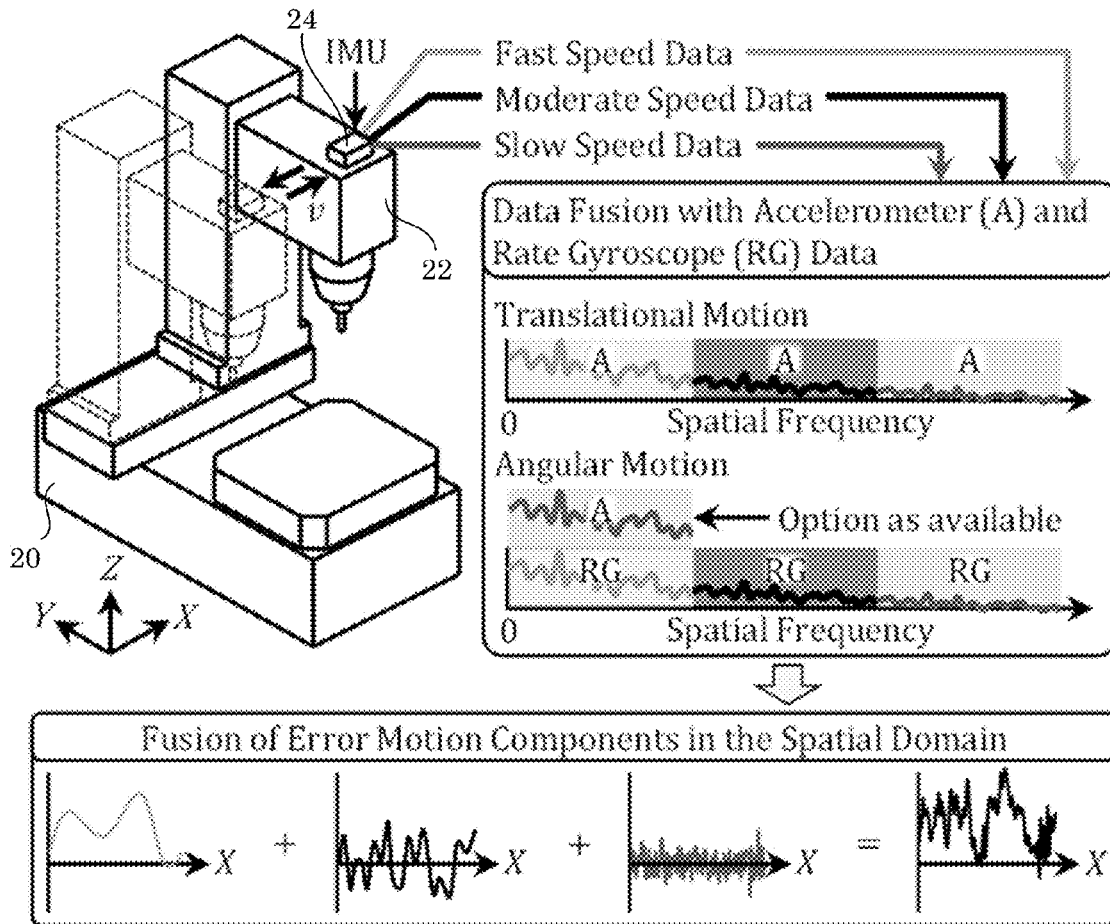 24
IMU
Fast Speed Data
Moderate Speed Data
Slow Speed Data
v
22
20
Z
Y
X
Data Fusion with Accelerometer (A) and
Rate Gyroscope (RG) Data
Translational Motion
A A A
0 Spatial Frequency
Angular Motion
A Option as available
RG RG RG
0 Spatial Frequency
Fusion of Error Motion Components in the Spatial Domain
X + X + X = X